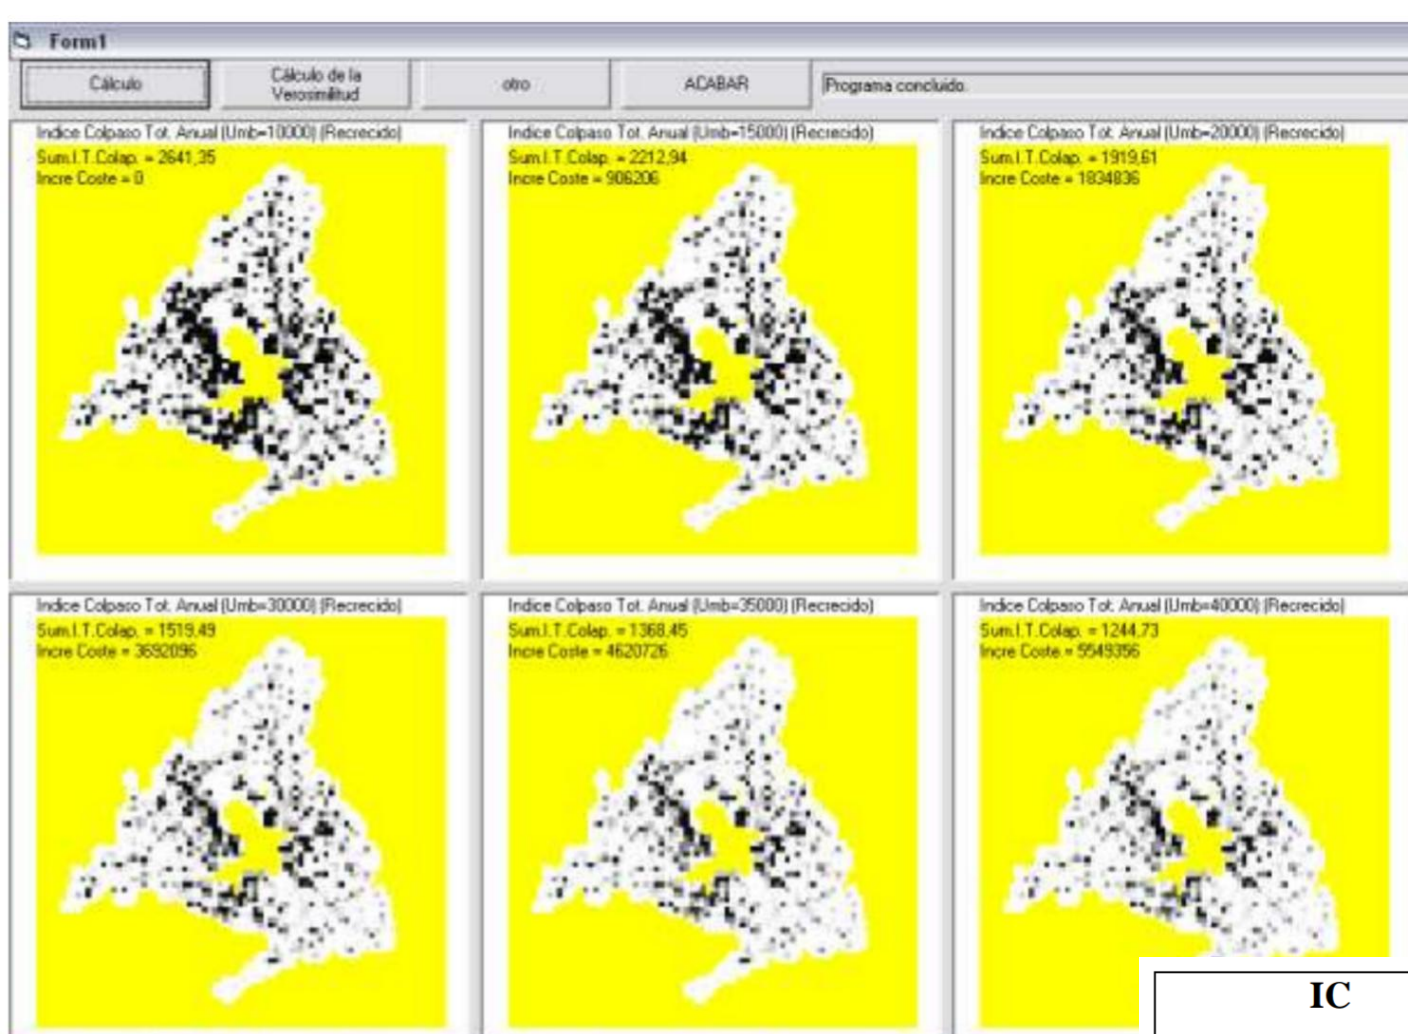 Form1
Cálculo
Cálculo de la
Verosimilitud
otro
ACABAR
Programa concluido.
Indice Colpaso Tot. Anual (Umb=10000) (Recrecido)
Sum.I.T.Colap. = 2641,35
Incre Coste = 0
Indice Colpaso Tot. Anual (Umb=15000) (Recrecido)
Sum.I.T.Colap. = 2212,94
Incre Coste = 906206
Indice Colpaso Tot. Anual (Umb=20000) (Recrecido)
Sum.I.T.Colap. = 1919,61
Incre Coste = 1834836
Indice Colpaso Tot. Anual (Umb=30000) (Recrecido)
Sum.I.T.Colap. = 1519,49
Incre Coste = 3692096
Indice Colpaso Tot. Anual (Umb=35000) (Recrecido)
Sum.I.T.Colap. = 1368,45
Incre Coste = 4620726
Indice Colpaso Tot. Anual (Umb=40000) (Recrecido)
Sum.I.T.Colap. = 1244,73
Incre Coste = 5549356
IC